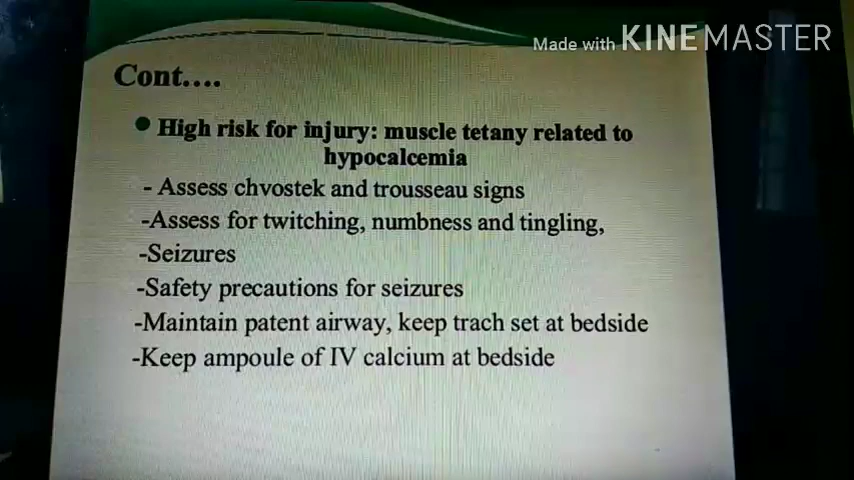 Made with KINEMASTER
Cont....
High risk for injury: muscle tetany related to
hypocalcemia
- Assess chvostek and trousseau signs
-Assess for twitching, numbness and tingling,
-Seizures
-Safety precautions for seizures
-Maintain patent airway, keep trach set at bedside
-Keep ampoule of IV calcium at bedside